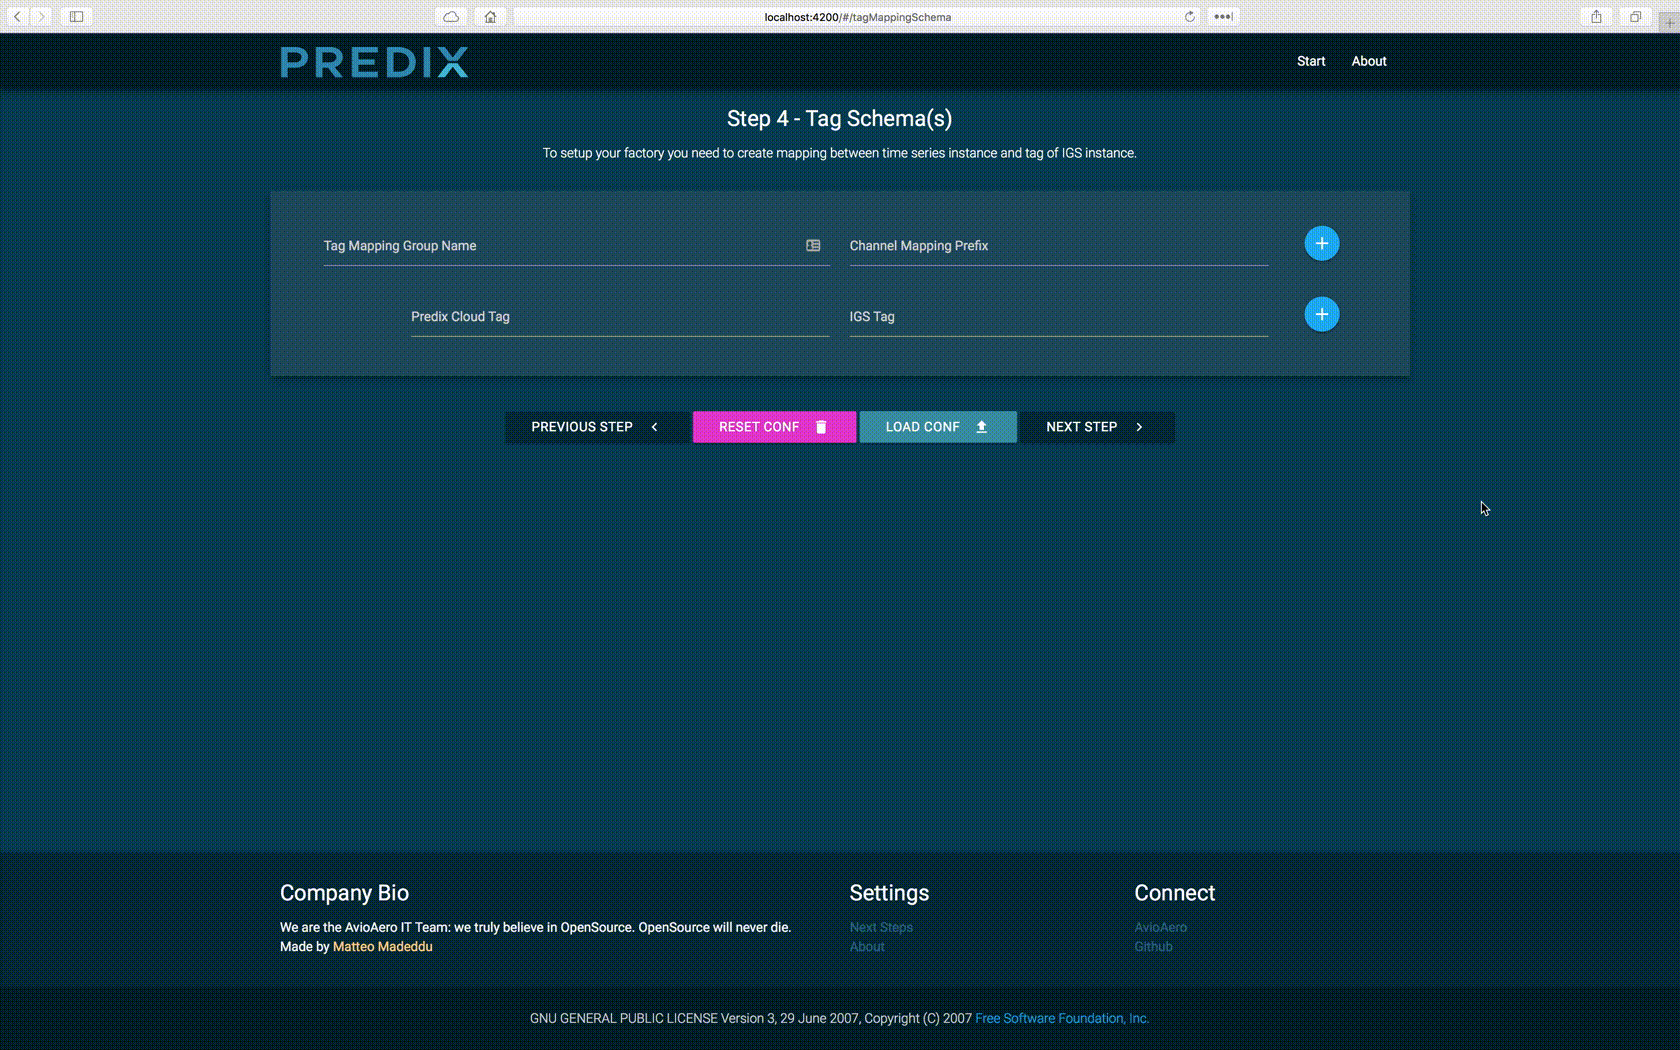 localhost:4200/#/tagMappingSchema
PREDIX
Start About
Step 4 - Tag Schema(s)
To setup your factory you need to create mapping between time series instance and tag of IGS instance.
Tag Mapping Group Name Channel Mapping Prefix
Predix Cloud Tag IGS Tag
PREVIOUS STEP RESET CONF LOAD CONF NEXT STEP
Company Bio
We are the AvioAero IT Team: we truly believe in OpenSource. OpenSource will never die.
Made by Matteo Madeddu
Settings
Next Steps
About
Connect
AvioAero
Github
GNU GENERAL PUBLIC LICENSE Version 3, 29 June 2007, Copyright (C) 2007 Free Software Foundation, Inc.